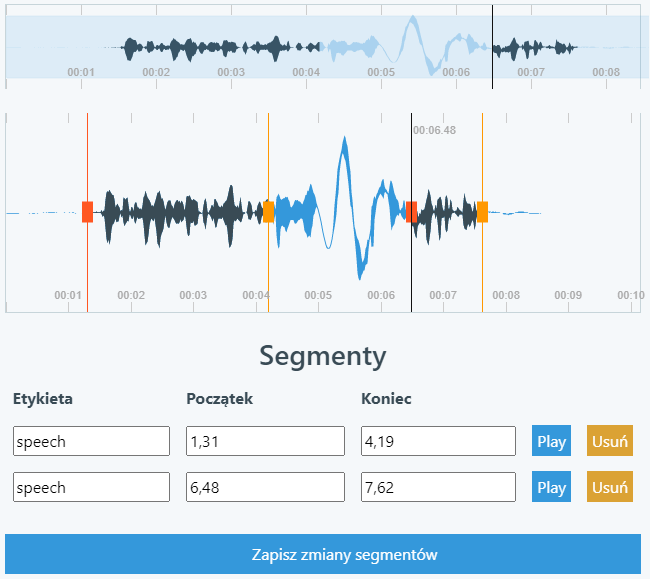 00:01 00:02 00:03 00:04 00:05 00:06 00:07 00:08
00:06.48
00:01 00:02 00:03 00:04 00:05 00:06 00:07 00:08 00:09 00:10
Segmenty
Etykieta Początek Koniec
speech 1,31 4,19 Play Usuń
speech 6,48 7,62 Play Usuń
Zapisz zmiany segmentów